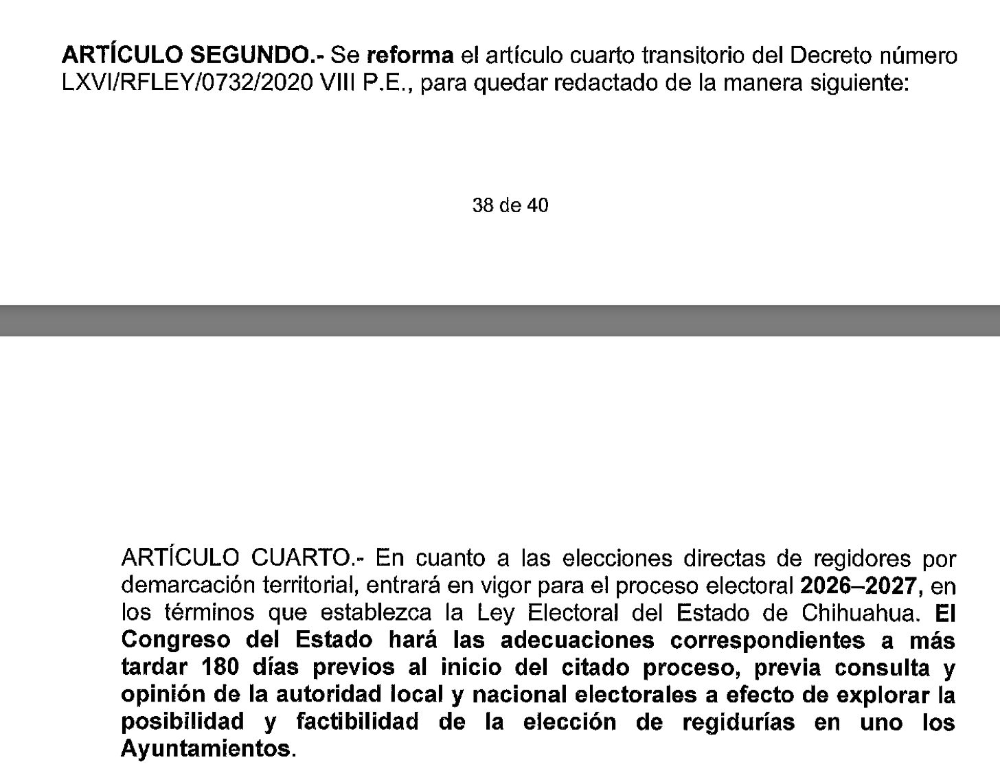 ARTÍCULO SEGUNDO.- Se reforma el artículo cuarto transitorio del Decreto número
LXVI/RFLEY/0732/2020 VIII P.E., para quedar redactado de la manera siguiente:
38 de 40
ARTÍCULO CUARTO.- En cuanto a las elecciones directas de regidores por
demarcación territorial, entrará en vigor para el proceso electoral 2026–2027, en
los términos que establezca la Ley Electoral del Estado de Chihuahua. El
Congreso del Estado hará las adecuaciones correspondientes a más
tardar 180 días previos al inicio del citado proceso, previa consulta y
opinión de la autoridad local y nacional electorales a efecto de explorar la
posibilidad y factibilidad de la elección de regidurías en uno los
Ayuntamientos.